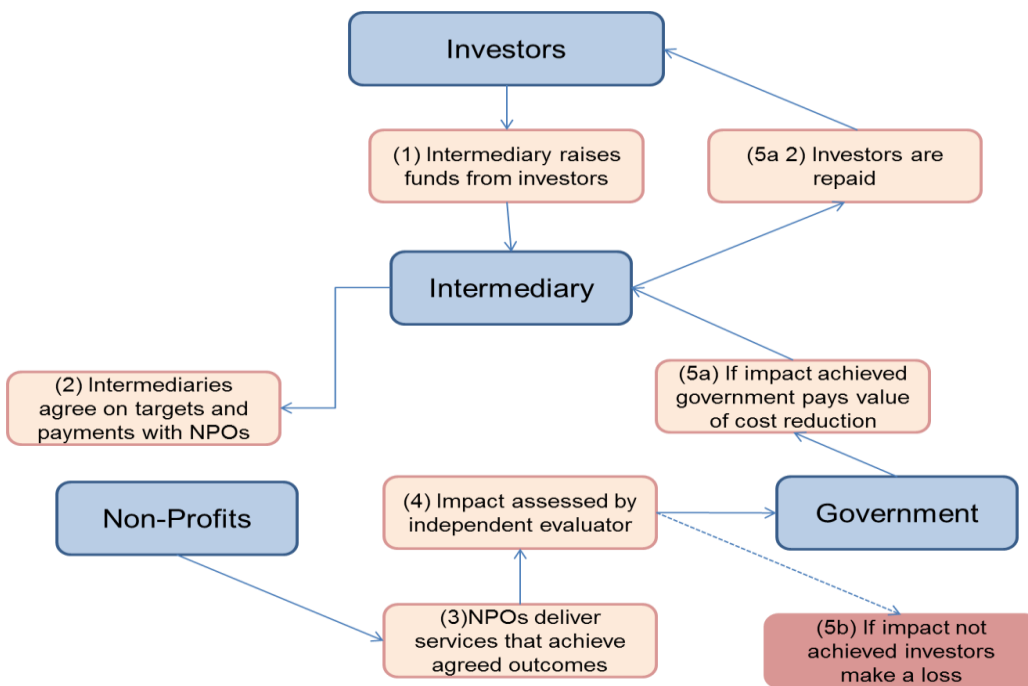 Investors
(1) Intermediary raises
funds from investors
(5a 2) Investors are
repaid
Intermediary
(2) Intermediaries
agree on targets and
payments with NPOs
(5a) If impact achieved
government pays value
of cost reduction
Non-Profits
(4) Impact assessed by
independent evaluator
Government
(3)NPOs deliver
services that achieve
agreed outcomes
(5b) If impact not
achieved investors
make a loss